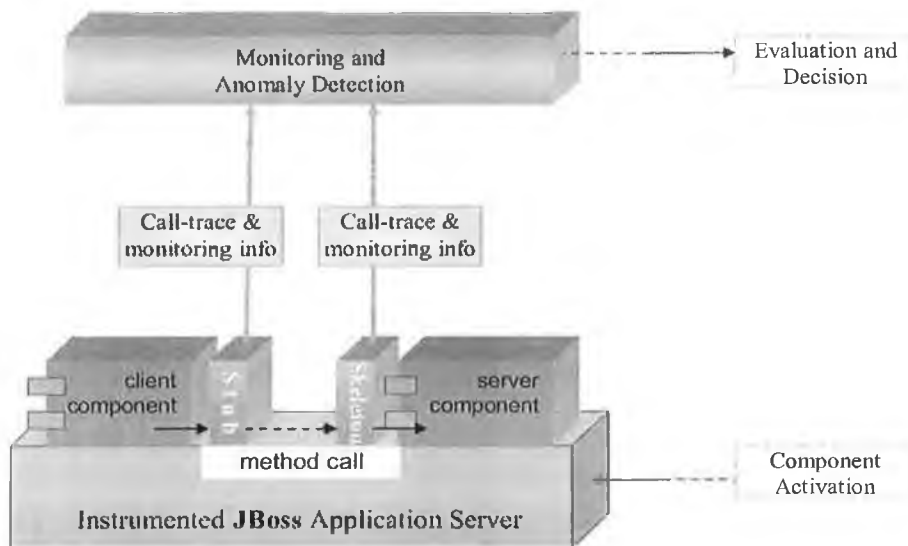 Monitoring and
Anomaly Detection
Evaluation and
Decision
Call-trace &
monitoring info
Call-trace &
monitoring info
client
component
Stub
Skeleton
server
component
method call
Component
Activation
Instrumented JBoss Application Server